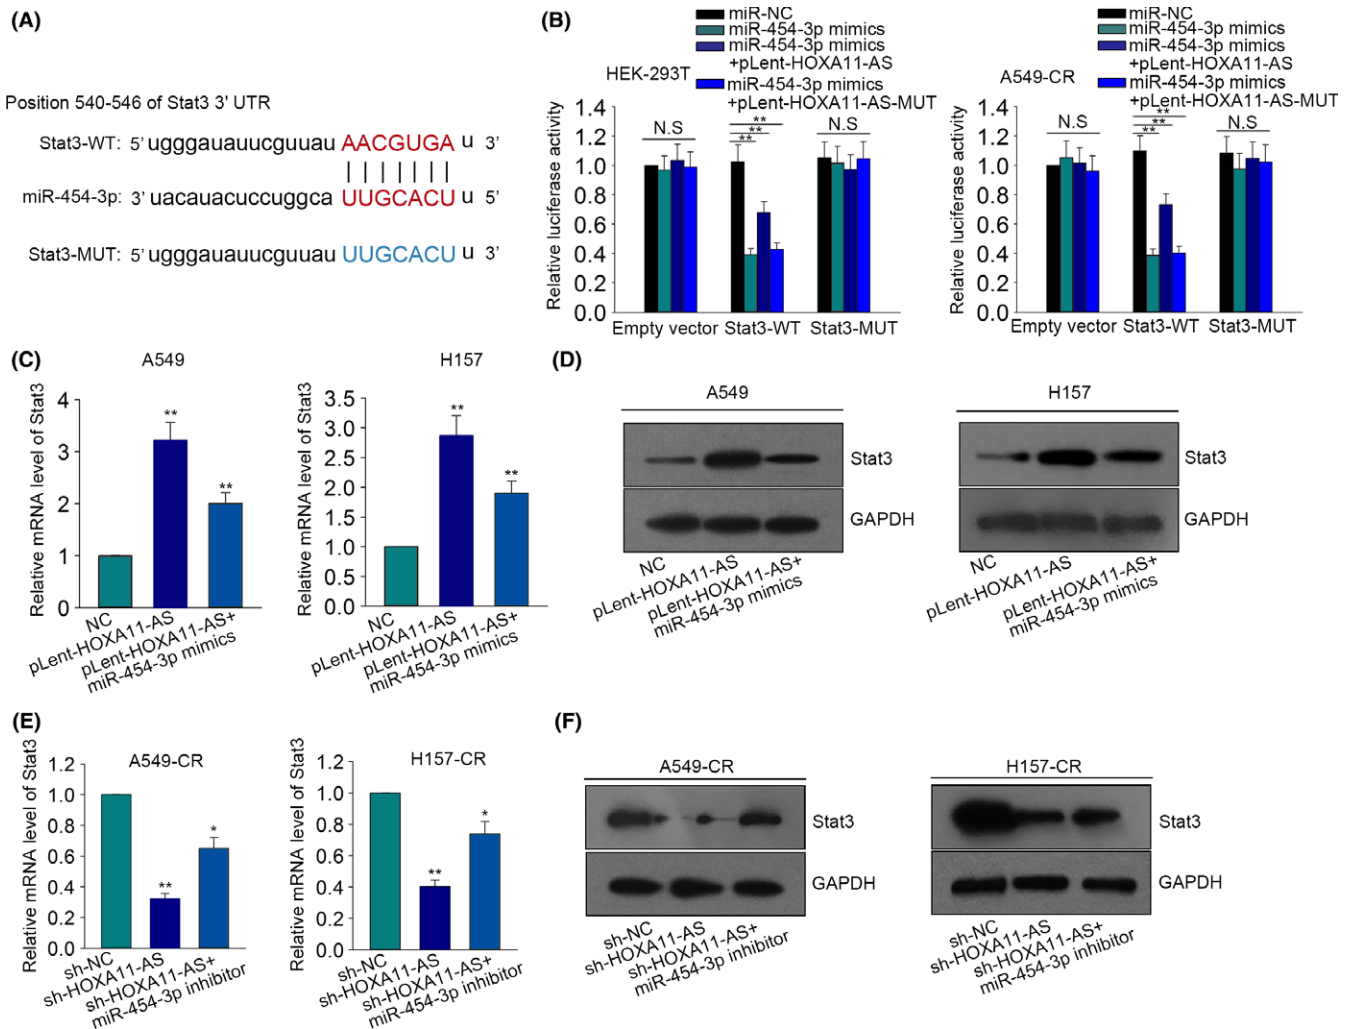 (A)
Position 540-546 of Stat3 3' UTR
Stat3-WT: 5' ugggauauucguuau AACGUGA u 3'
miR-454-3p: 3' uacauacuccuggca UUGCACU u 5'
Stat3-MUT: 5' ugggauauucguuau UUGCACU u 3'
(B)
HEK-293T
miR-NC
miR-454-3p mimics
miR-454-3p mimics
+pLent-HOXA11-AS
miR-454-3p mimics
+pLent-HOXA11-AS-MUT
Relative luciferase activity
1.4
1.2
1.0
0.8
0.6
0.4
0.2
0.0
N.S
**
**
**
N.S
Empty vector
Stat3-WT
Stat3-MUT
A549-CR
miR-NC
miR-454-3p mimics
miR-454-3p mimics
+pLent-HOXA11-AS
miR-454-3p mimics
+pLent-HOXA11-AS-MUT
Relative luciferase activity
1.4
1.2
1.0
0.8
0.6
0.4
0.2
0.0
N.S
**
**
**
N.S
Empty vector
Stat3-WT
Stat3-MUT
(C)
A549
Relative mRNA level of Stat3
4
3
2
1
0
**
**
NC
pLent-HOXA11-AS
pLent-HOXA11-AS+
miR-454-3p mimics
H157
Relative mRNA level of Stat3
3.5
3.0
2.5
2.0
1.5
1.0
0.5
0.0
**
**
NC
pLent-HOXA11-AS
pLent-HOXA11-AS+
miR-454-3p mimics
(D)
A549
Stat3
GAPDH
NC
pLent-HOXA11-AS
pLent-HOXA11-AS+
miR-454-3p mimics
H157
Stat3
GAPDH
NC
pLent-HOXA11-AS
pLent-HOXA11-AS+
miR-454-3p mimics
(E)
A549-CR
Relative mRNA level of Stat3
1.2
1.0
0.8
0.6
0.4
0.2
0.0
**
*
sh-NC
sh-HOXA11-AS
sh-HOXA11-AS+
miR-454-3p inhibitor
H157-CR
Relative mRNA level of Stat3
1.2
1.0
0.8
0.6
0.4
0.2
0.0
**
*
sh-NC
sh-HOXA11-AS
sh-HOXA11-AS+
miR-454-3p inhibitor
(F)
A549-CR
Stat3
GAPDH
sh-NC
sh-HOXA11-AS
sh-HOXA11-AS+
miR-454-3p inhibitor
H157-CR
Stat3
GAPDH
sh-NC
sh-HOXA11-AS
sh-HOXA11-AS+
miR-454-3p inhibitor